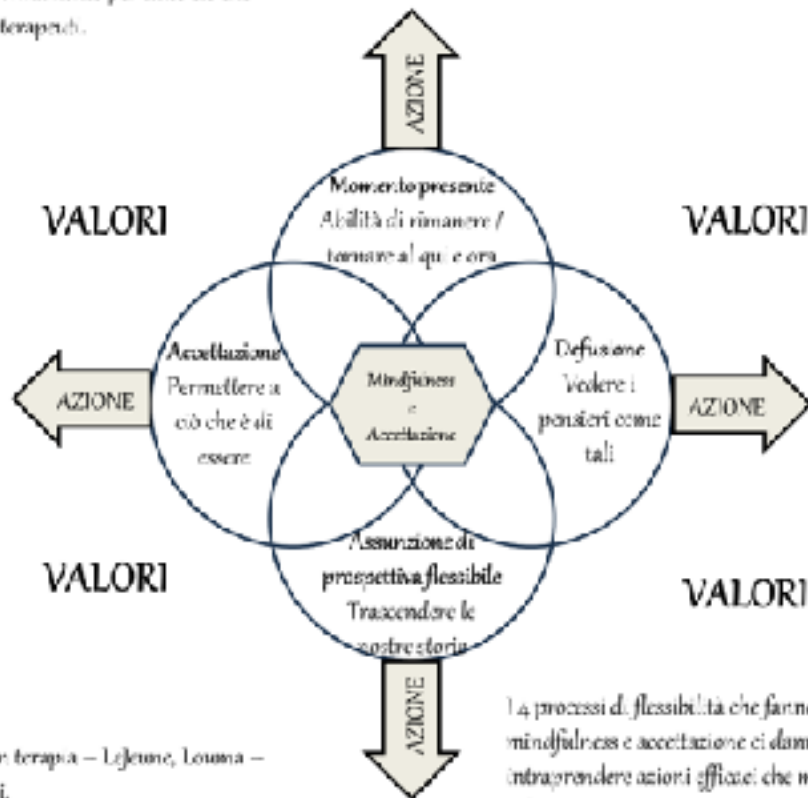 terapeuti.
AZIONE
VALORI
VALORI
Momento presente
Abilità di rimanere /
tornare al qui e ora
Accettazione
Permettere a
ciò che è di
essere
Mindfulness
e
Accettazione
Defusione
Vedere i
pensieri come
tali
AZIONE
AZIONE
VALORI
VALORI
Assunzione di
prospettiva flessibile
Trascendere le
nostre storie
AZIONE
terapia – LeJeune, Louma –
I 4 processi di flessibilità che fanno
mindfulness e accettazione ci dann
intraprendere azioni efficaci che m